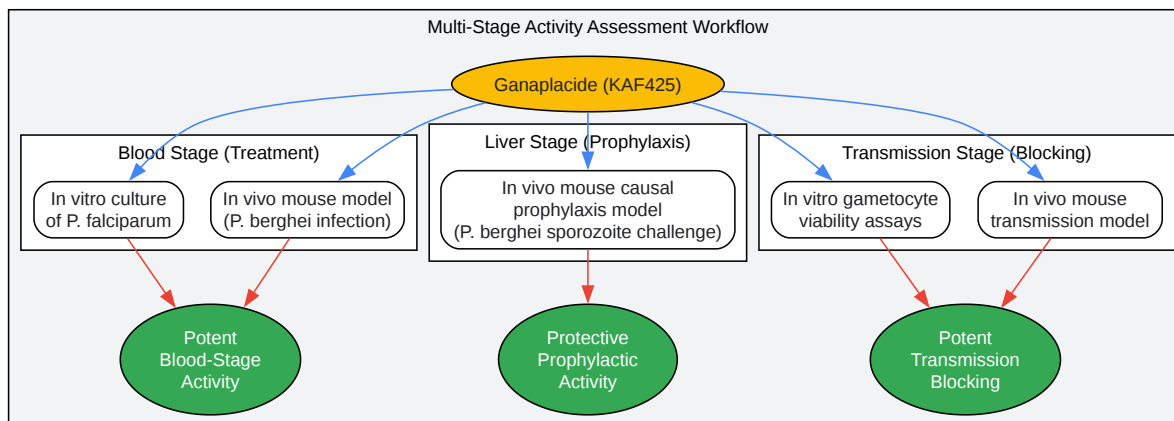 Multi-Stage Activity Assessment Workflow
Ganaplacide (KAF425)
Blood Stage (Treatment)
In vitro culture
of P. falciparum
In vivo mouse model
(P. berghei infection)
Liver Stage (Prophylaxis)
In vivo mouse causal
prophylaxis model
(P. berghei sporozoite challenge)
Transmission Stage (Blocking)
In vitro gametocyte
viability assays
In vivo mouse
transmission model
Potent
Blood-Stage
Activity
Protective
Prophylactic
Activity
Potent
Transmission
Blocking